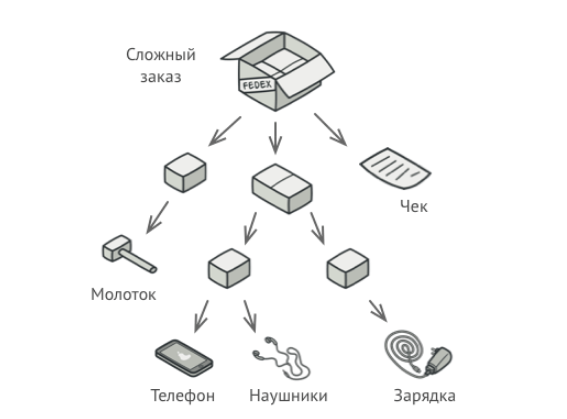 Сложный
заказ
FEDEX
Чек
Молоток
Телефон
Наушники
Зарядка